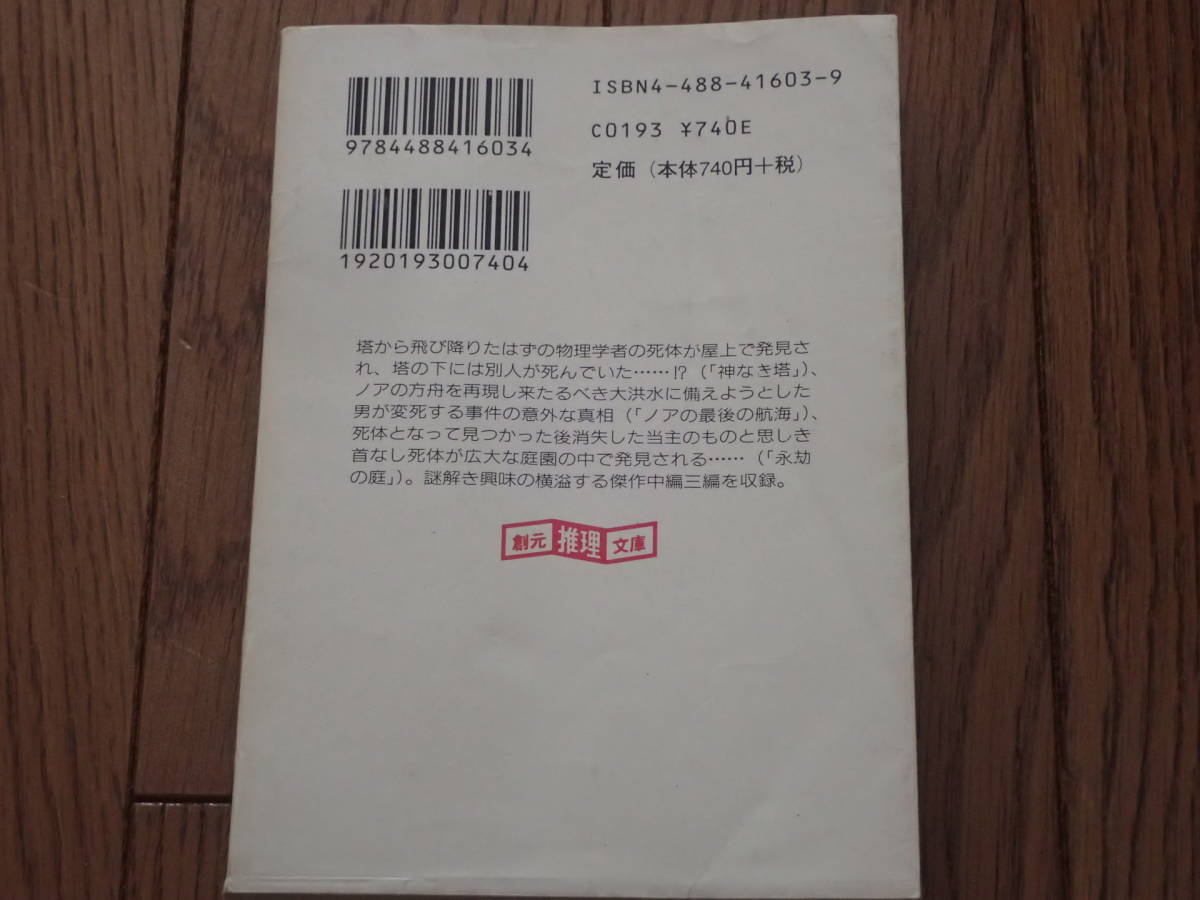 9784488416034
1920193007404
ISBN4-488-41603-9
C0193 ¥740E
定価（本体740円＋税）
塔から飛び降りたはずの物理学者の死体が屋上で発見さ
れ、塔の下には別人が死んでいた……!?（「神なき塔」）、
ノアの方舟を再現し来たるべき大洪水に備えようとした
男が変死する事件の意外な真相（「ノアの最後の航海」）、
死体となって見つかった後消失した当主のものと思しき
首なし死体が広大な庭園の中で発見される……（「永劫
の庭」）。謎解き興味の横溢する傑作中編三編を収録。
創元推理文庫